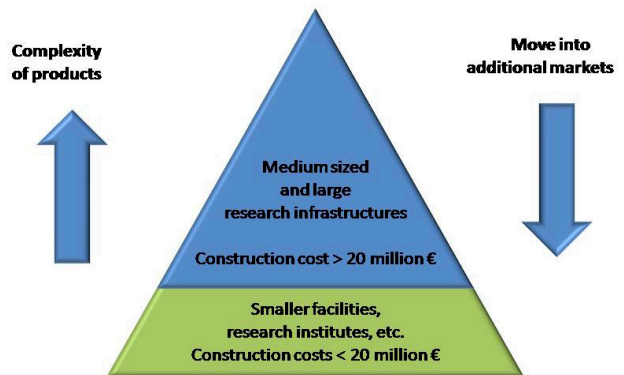 Complexity
of products
Move into
additional markets
Medium sized
and large
research infrastructures
Construction cost > 20 million €
Smaller facilities,
research institutes, etc.
Construction costs < 20 million €